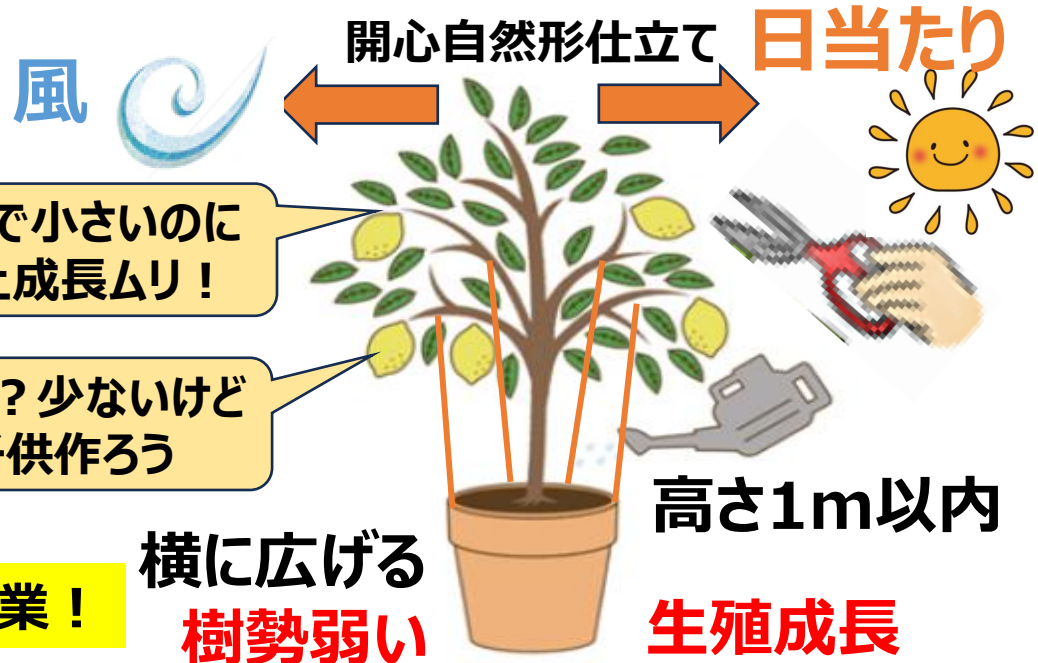 開心自然形仕立て
日当たり
風
で小さいのに
成長ムリ！
？少ないけど
供作ろう
高さ1m以内
横に広げる
業！
樹勢弱い
生殖成長